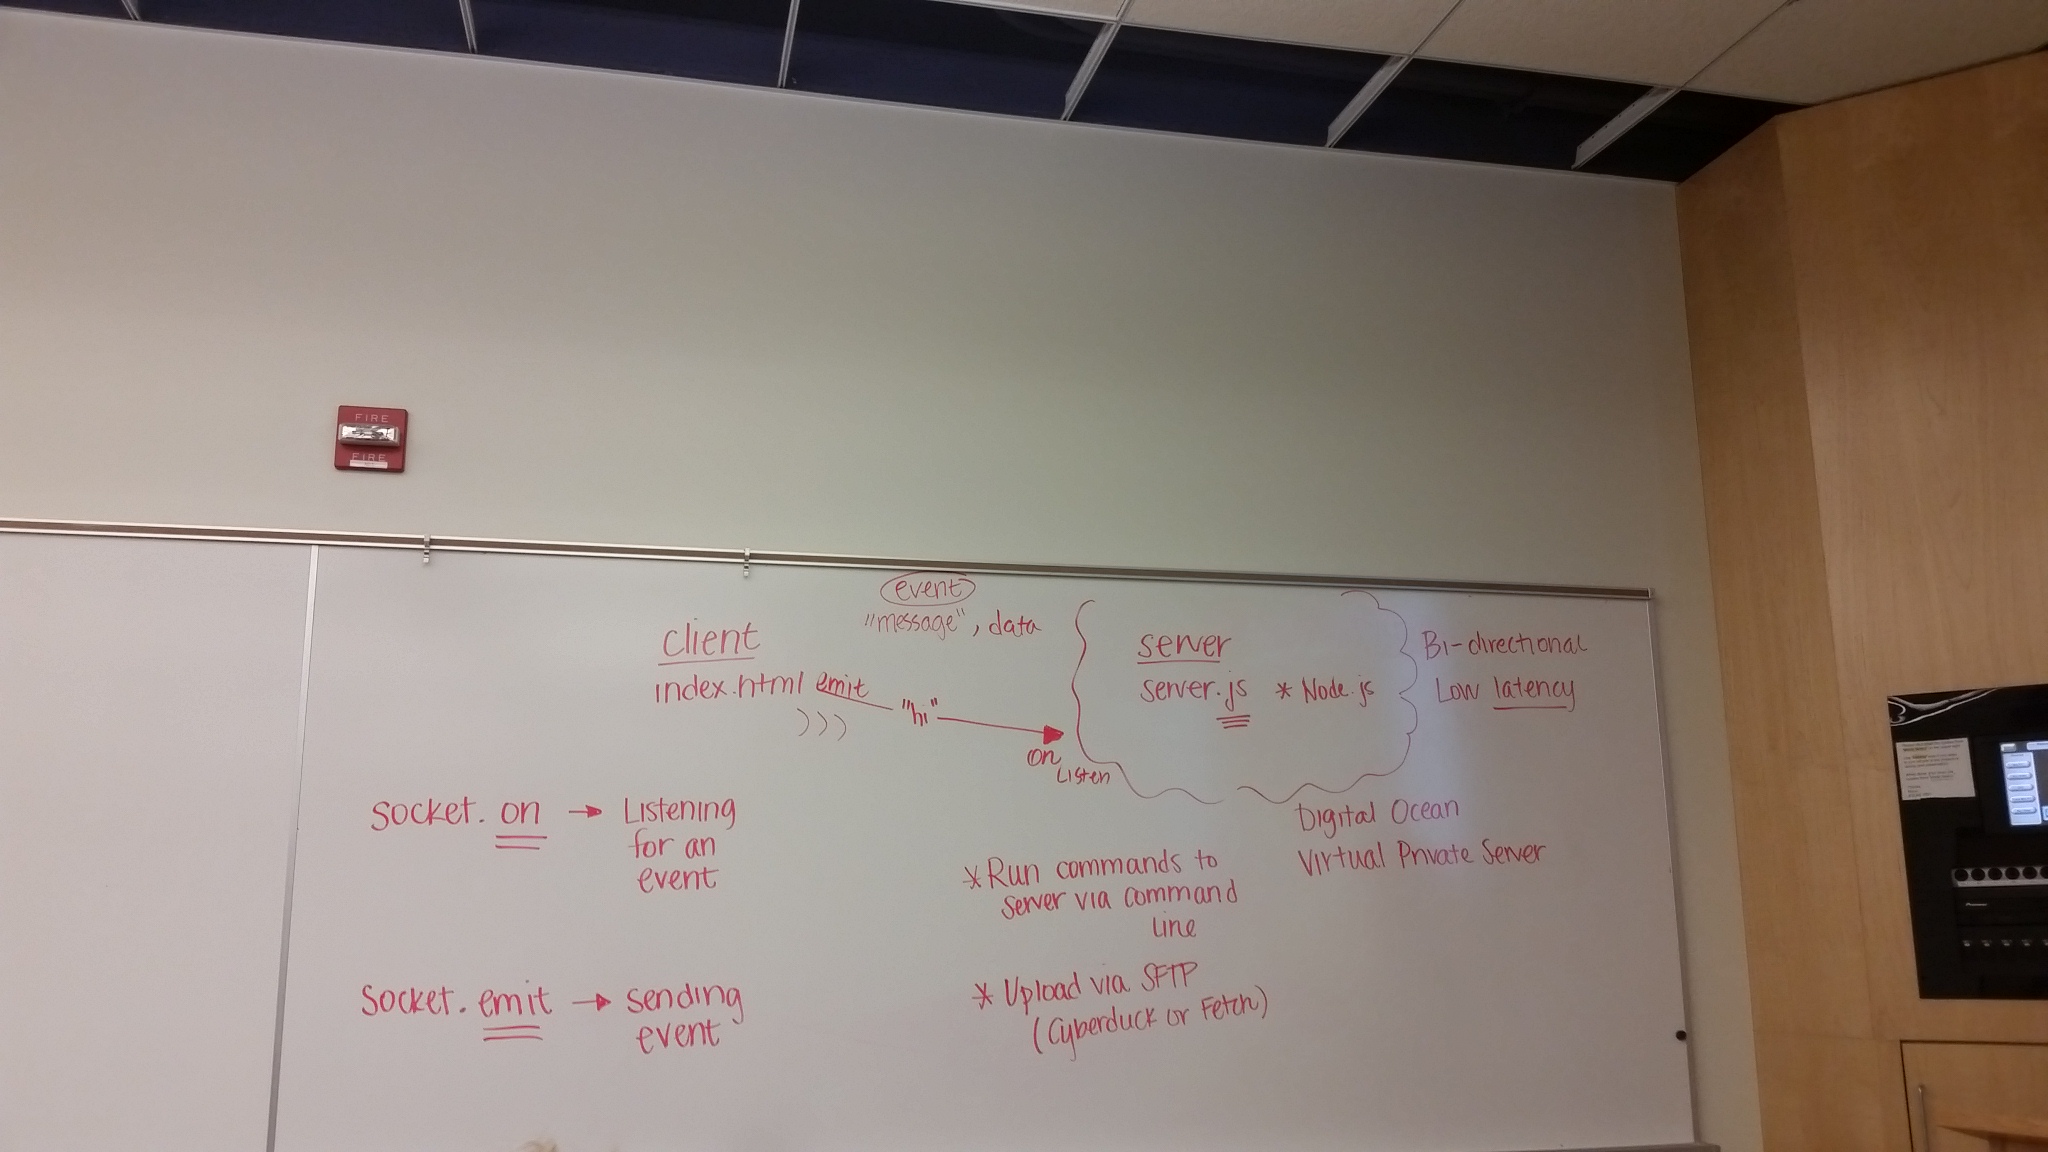 FIRE
FIRE
event
"message", data
client
index.html emit
)))
"hi"
on
Listen
server
server.js * Node.js
Bi-directional
Low latency
Digital Ocean
Virtual Private Server
socket.on → Listening
for an
event
socket.emit → sending
event
* Run commands to
server via command
line
* Upload via SFTP
(Cyberduck or Fetch)